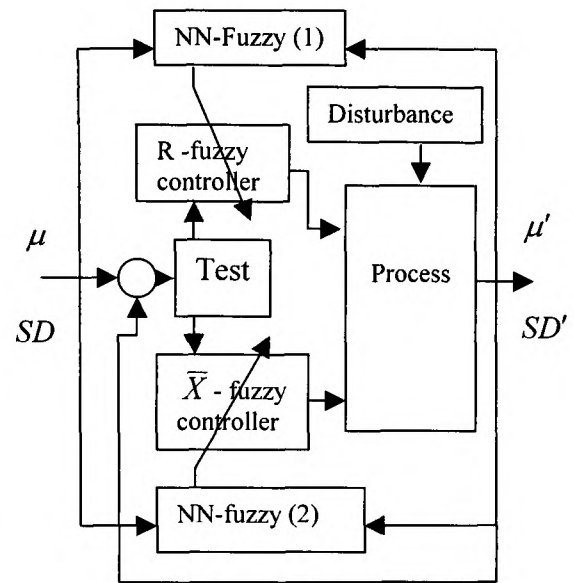 NN-Fuzzy (1)
Disturbance
R -fuzzy
controller
μ
SD
Test
Process
μ'
SD'
X̅ - fuzzy
controller
NN-fuzzy (2)